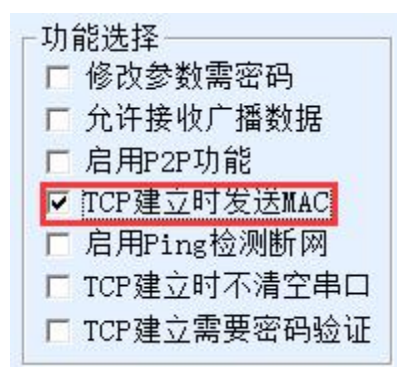 功能选择
修改参数需密码
允许接收广播数据
启用P2P功能
TCP建立时发送MAC
启用Ping检测断网
TCP建立时不清空串口
TCP建立需要密码验证